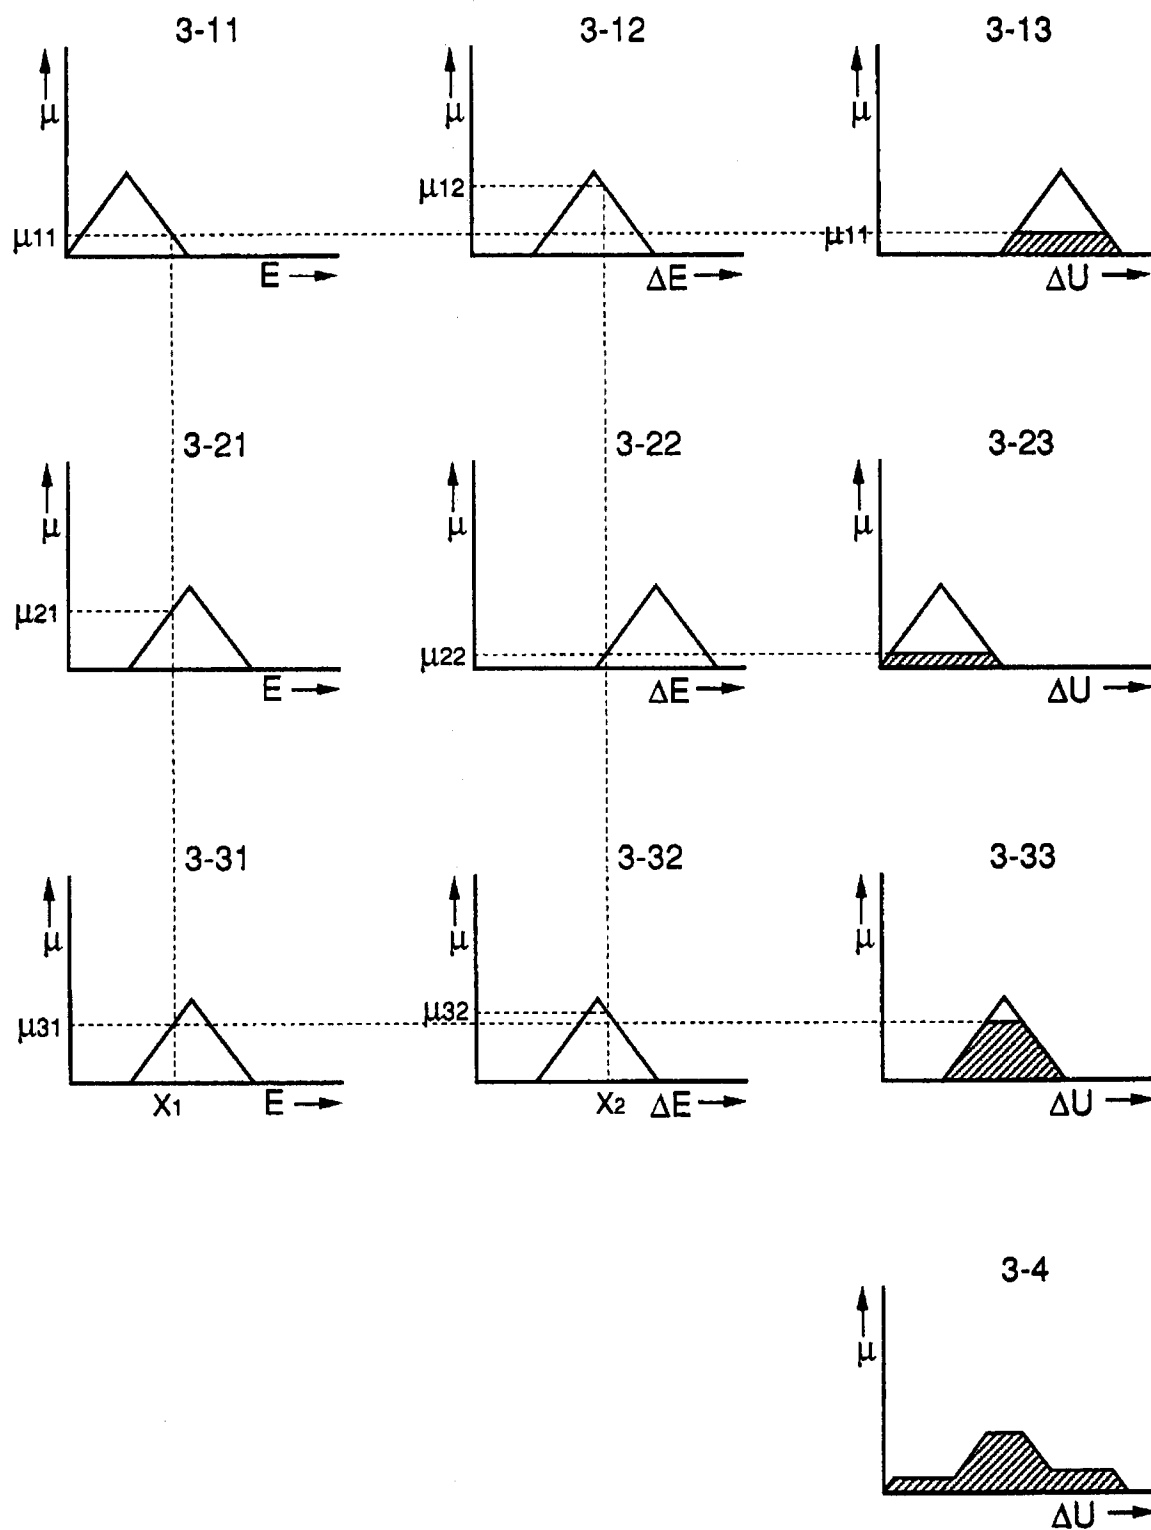 3-11 3-12 3-13
μ μ μ
μ12
μ11 μ11
E ΔE ΔU
3-21 3-22 3-23
μ μ μ
μ21
μ22
E ΔE ΔU
3-31 3-32 3-33
μ μ μ
μ32
μ31
X1 E X2 ΔE ΔU
3-4
μ
ΔU